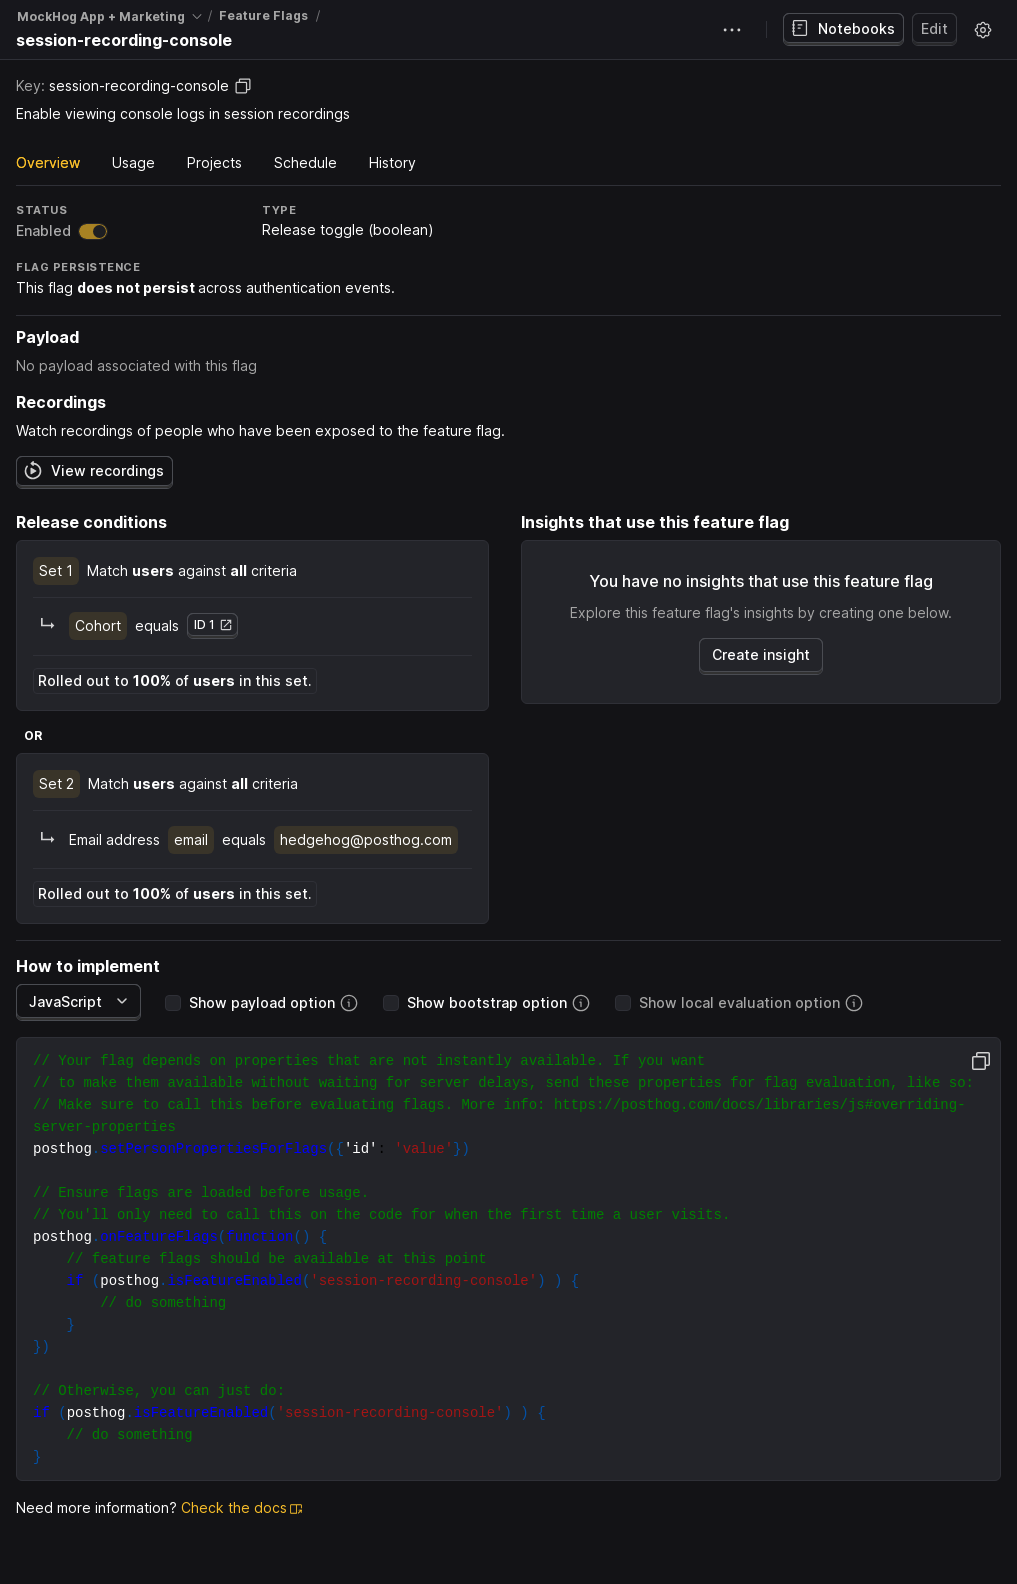 MockHog App + Marketing / Feature Flags /
session-recording-console
Notebooks
Edit
Key: session-recording-console
Enable viewing console logs in session recordings
Overview Usage Projects Schedule History
STATUS
Enabled
TYPE
Release toggle (boolean)
FLAG PERSISTENCE
This flag does not persist across authentication events.
Payload
No payload associated with this flag
Recordings
Watch recordings of people who have been exposed to the feature flag.
View recordings
Release conditions
Set 1 Match users against all criteria
Cohort equals ID 1
Rolled out to 100% of users in this set.
OR
Set 2 Match users against all criteria
Email address email equals hedgehog@posthog.com
Rolled out to 100% of users in this set.
Insights that use this feature flag
You have no insights that use this feature flag
Explore this feature flag's insights by creating one below.
Create insight
How to implement
JavaScript Show payload option Show bootstrap option Show local evaluation option
// Your flag depends on properties that are not instantly available. If you want
// to make them available without waiting for server delays, send these properties for flag evaluation, like so:
// Make sure to call this before evaluating flags. More info: https://posthog.com/docs/libraries/js#overriding-
server-properties
posthog.setPersonPropertiesForFlags({'id': 'value'})
// Ensure flags are loaded before usage.
// You'll only need to call this on the code for when the first time a user visits.
posthog.onFeatureFlags(function() {
    // feature flags should be available at this point
    if (posthog.isFeatureEnabled('session-recording-console') ) {
        // do something
    }
})
// Otherwise, you can just do:
if (posthog.isFeatureEnabled('session-recording-console') ) {
    // do something
}
Need more information? Check the docs